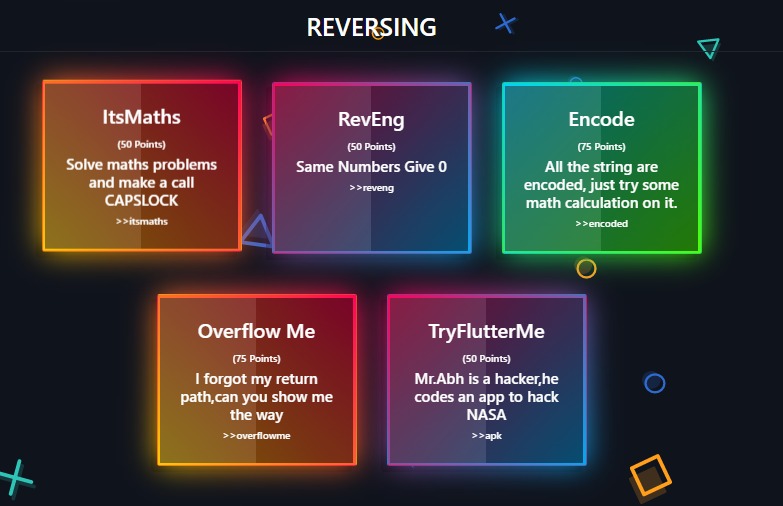 REVERSING
ItsMaths
(50 Points)
Solve maths problems
and make a call
CAPSLOCK
>>itsmaths
RevEng
(50 Points)
Same Numbers Give 0
>>reveng
Encode
(75 Points)
All the string are
encoded, just try some
math calculation on it.
>>encoded
Overflow Me
(75 Points)
I forgot my return
path,can you show me
the way
>>overflowme
TryFlutterMe
(50 Points)
Mr.Abh is a hacker,he
codes an app to hack
NASA
>>apk